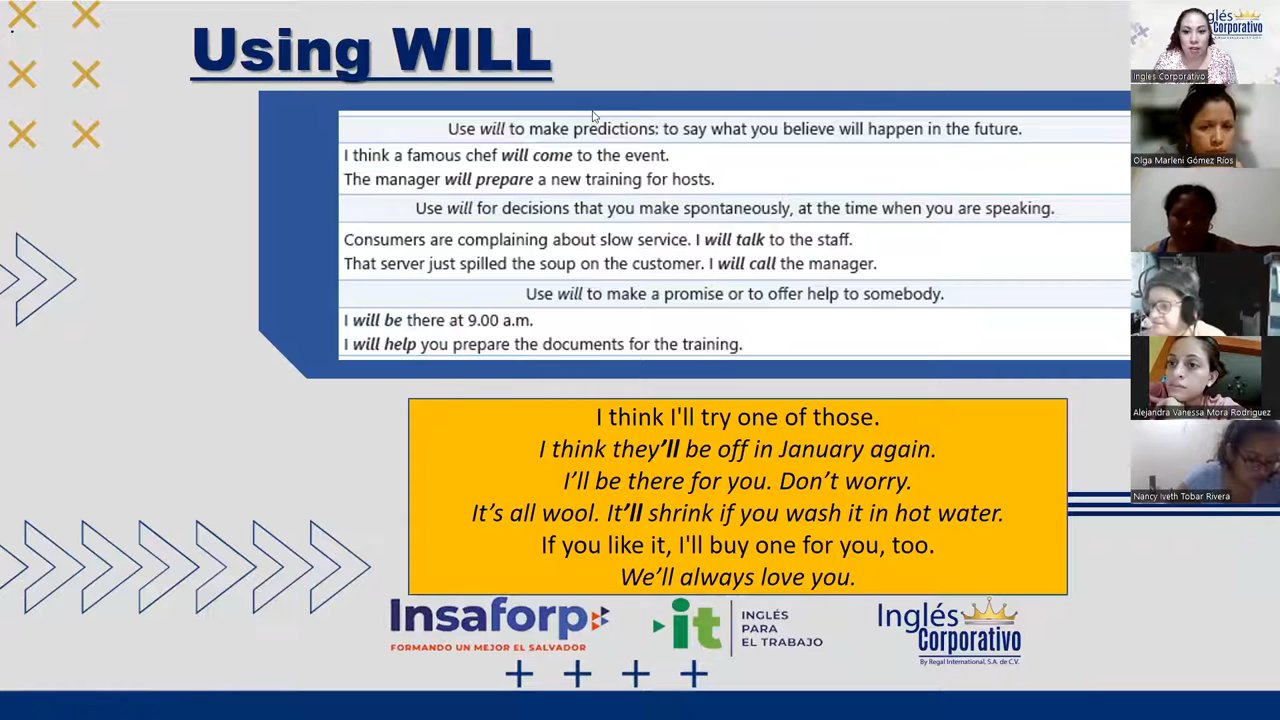 Using WILL
Use will to make predictions: to say what you believe will happen in the future.
I think a famous chef will come to the event.
The manager will prepare a new training for hosts.
Use will for decisions that you make spontaneously, at the time when you are speaking.
Consumers are complaining about slow service. I will talk to the staff.
That server just spilled the soup on the customer. I will call the manager.
Use will to make a promise or to offer help to somebody.
I will be there at 9.00 a.m.
I will help you prepare the documents for the training.
I think I'll try one of those.
I think they'll be off in January again.
I'll be there for you. Don't worry.
It's all wool. It'll shrink if you wash it in hot water.
If you like it, I'll buy one for you, too.
We'll always love you.
Insaforp
FORMANDO UN MEJOR EL SALVADOR
it
INGLÉS
PARA
EL TRABAJO
Inglés
Corporativo
By Regal International, S.A. de C.V.
glés
Corporativo
Ingles Corporativo
Olga Marleni Gómez Ríos
Alejandra Vanessa Mora Rodriguez
Nancy Iveth Tobar Rivera